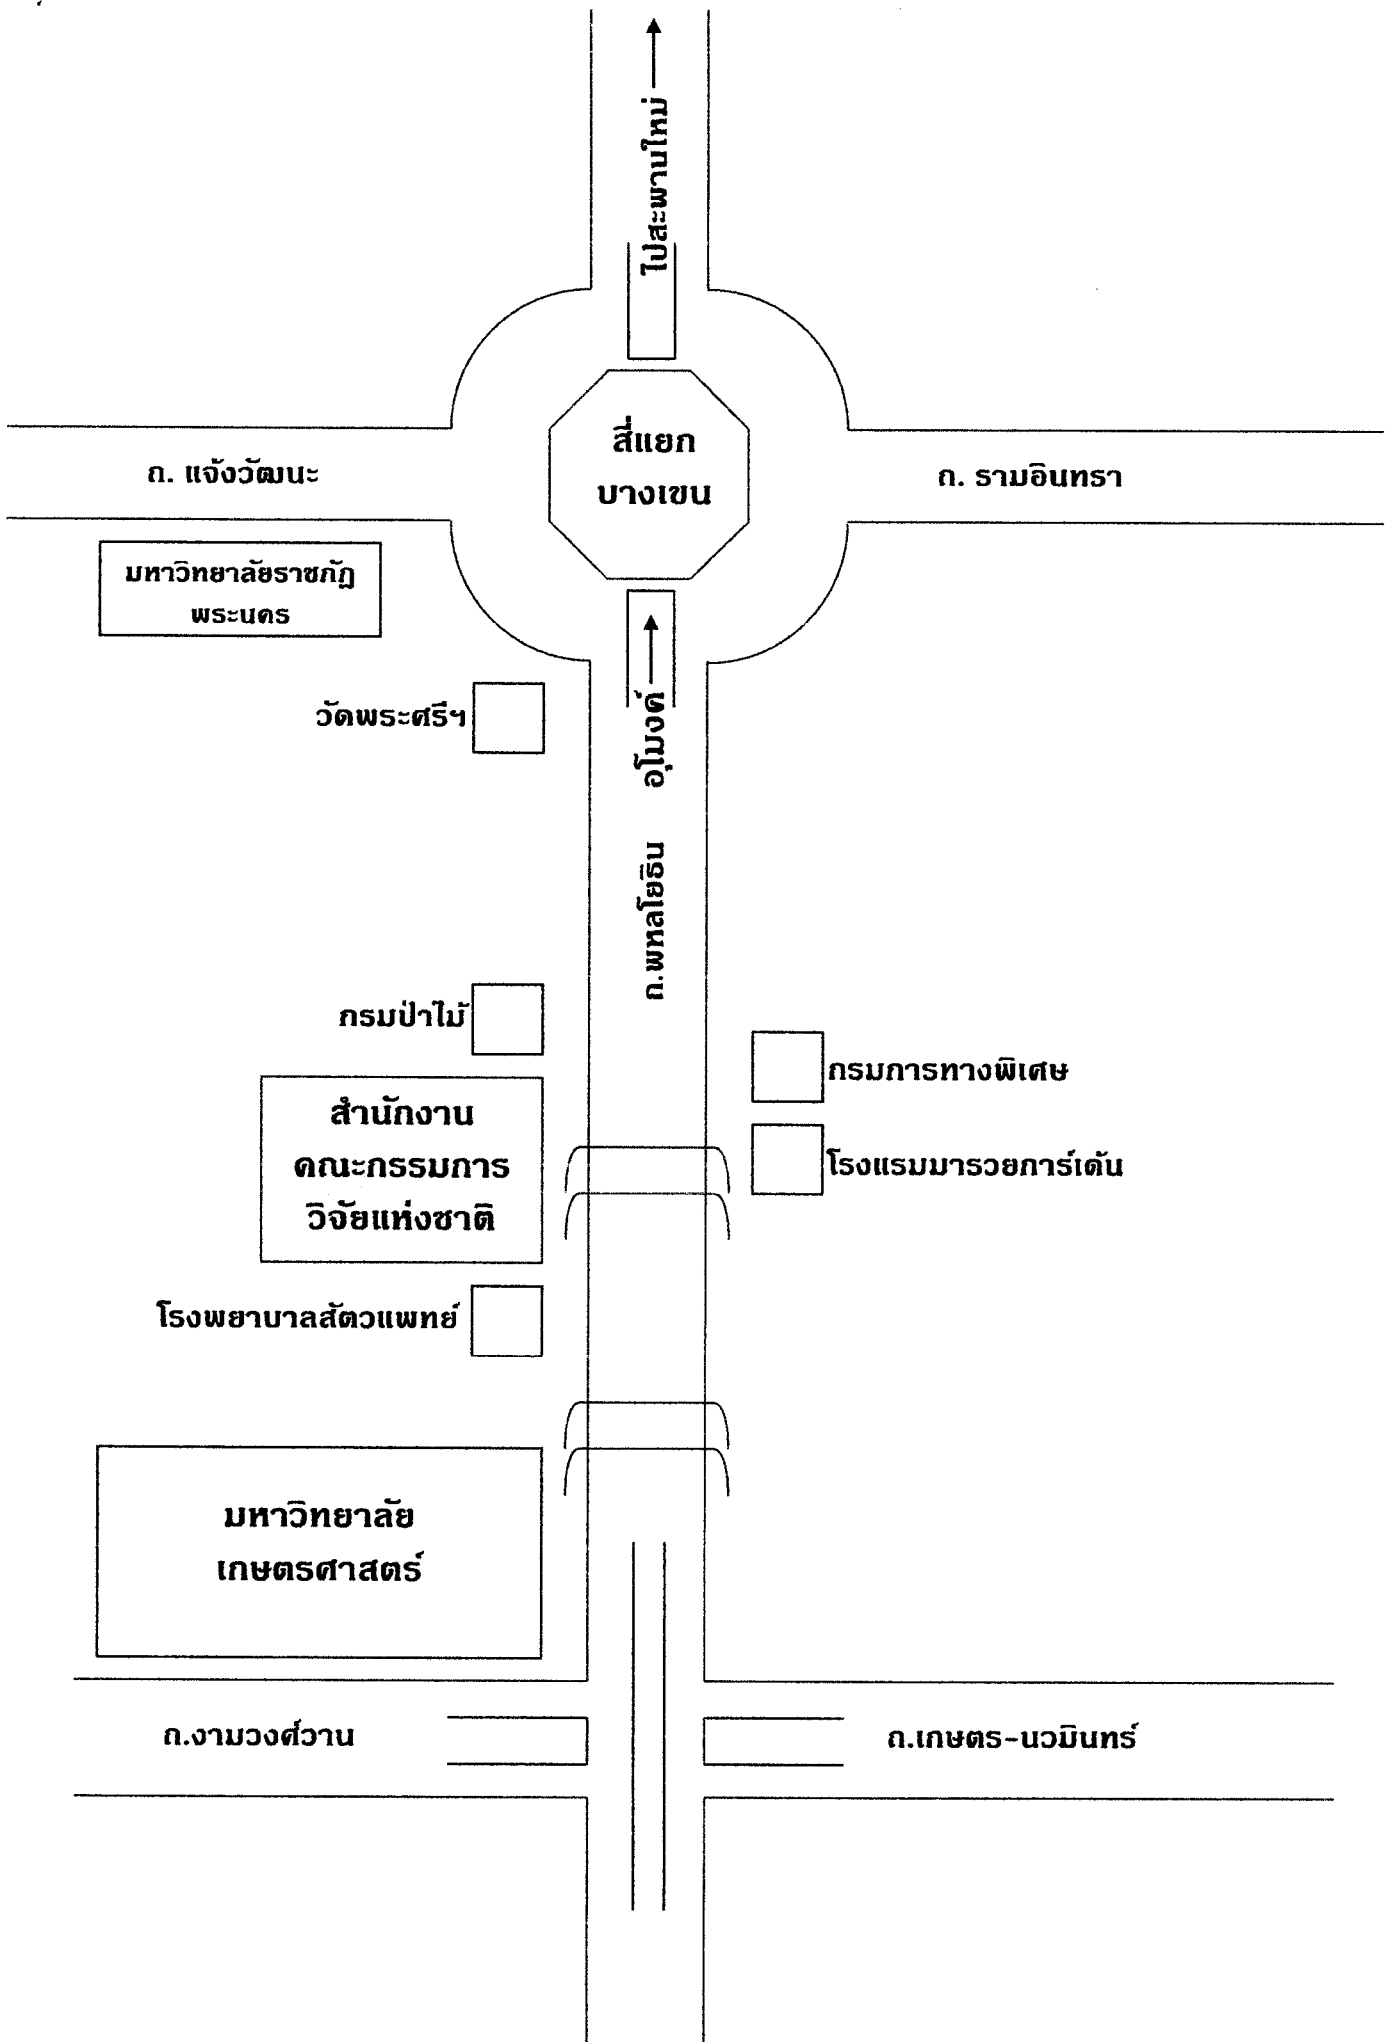 ไปสะพานใหม่
สี่แยก
บางเขน
ถ. แจ้งวัฒนะ
ถ. รามอินทรา
มหาวิทยาลัยราชภัฏ
พระนคร
วัดพระศรีฯ
อุโมงค์
ถ.พหลโยธิน
กรมป่าไม้
กรมการทางพิเศษ
สำนักงาน
คณะกรรมการ
วิจัยแห่งชาติ
โรงแรมมารวยการ์เด้น
โรงพยาบาลสัตวแพทย์
มหาวิทยาลัย
เกษตรศาสตร์
ถ.งามวงศ์วาน
ถ.เกษตร-นวมินทร์